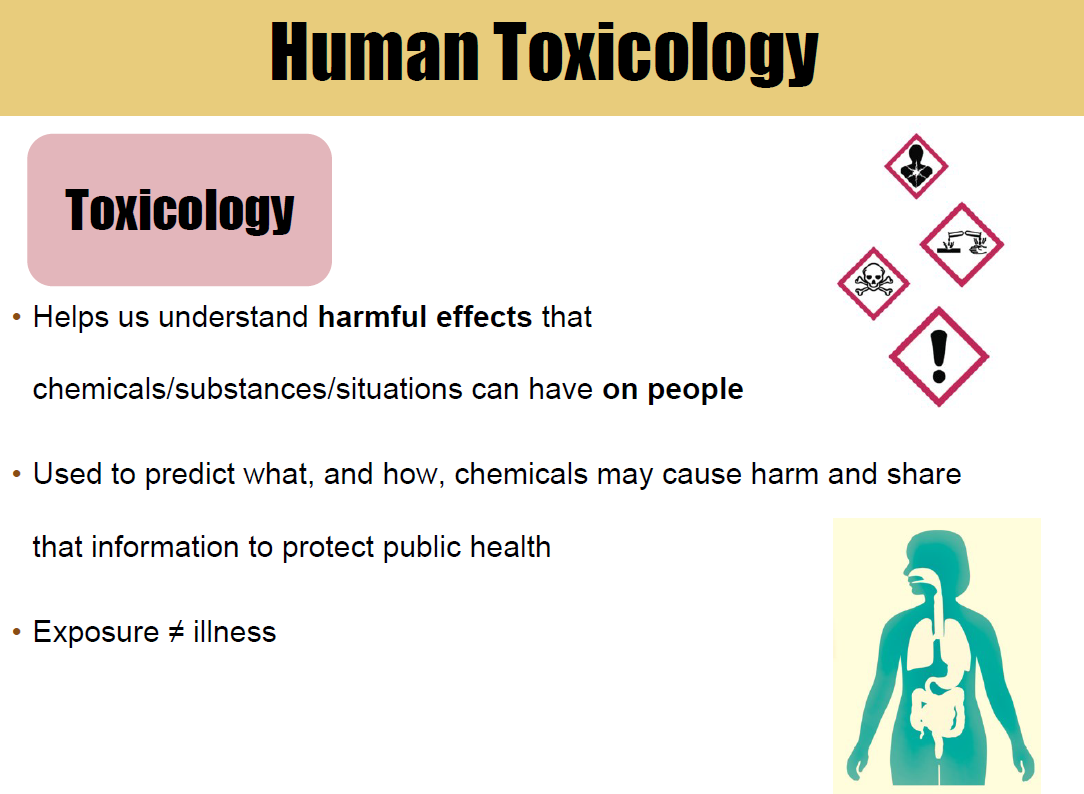 Human Toxicology
Toxicology
• Helps us understand harmful effects that
chemicals/substances/situations can have on people
• Used to predict what, and how, chemicals may cause harm and share
that information to protect public health
• Exposure ≠ illness